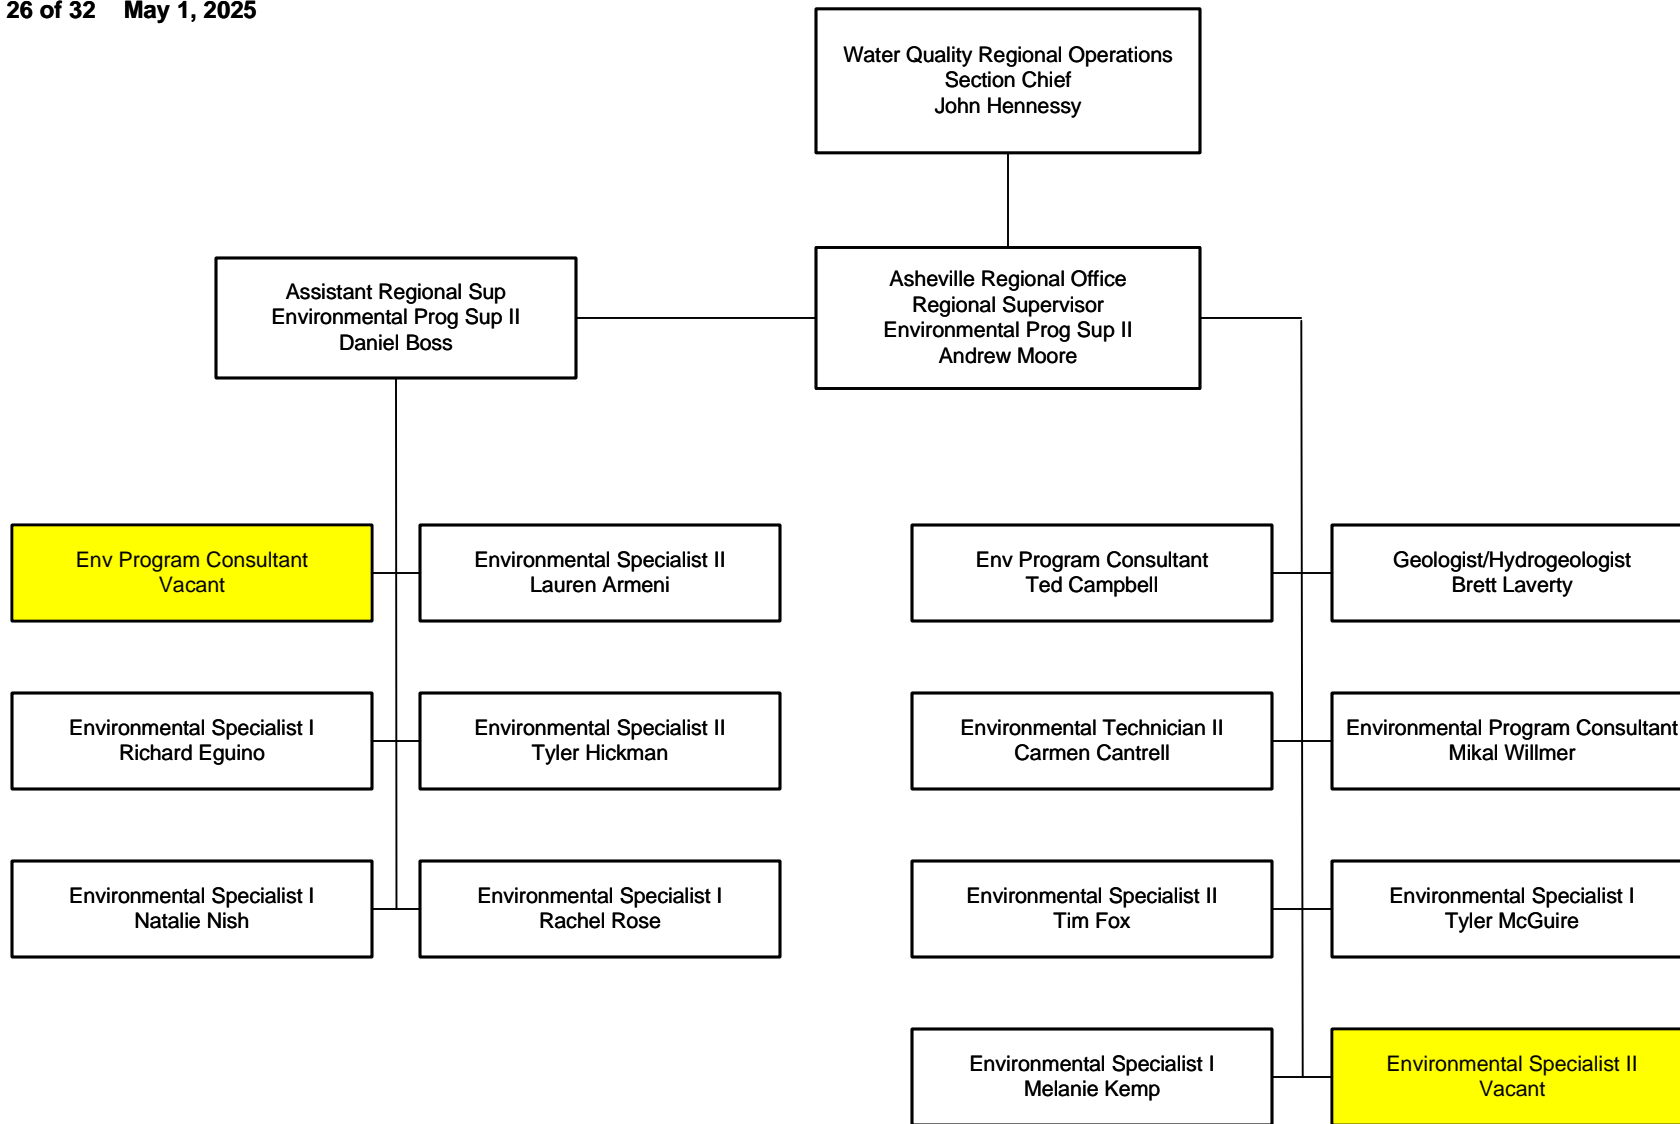 26 of 32 May 1, 2025
Water Quality Regional Operations
Section Chief
John Hennessy
Assistant Regional Sup
Environmental Prog Sup II
Daniel Boss
Asheville Regional Office
Regional Supervisor
Environmental Prog Sup II
Andrew Moore
Env Program Consultant
Vacant
Environmental Specialist II
Lauren Armeni
Env Program Consultant
Ted Campbell
Geologist/Hydrogeologist
Brett Laverty
Environmental Specialist I
Richard Eguino
Environmental Specialist II
Tyler Hickman
Environmental Technician II
Carmen Cantrell
Environmental Program Consultant
Mikal Willmer
Environmental Specialist I
Natalie Nish
Environmental Specialist I
Rachel Rose
Environmental Specialist II
Tim Fox
Environmental Specialist I
Tyler McGuire
Environmental Specialist I
Melanie Kemp
Environmental Specialist II
Vacant